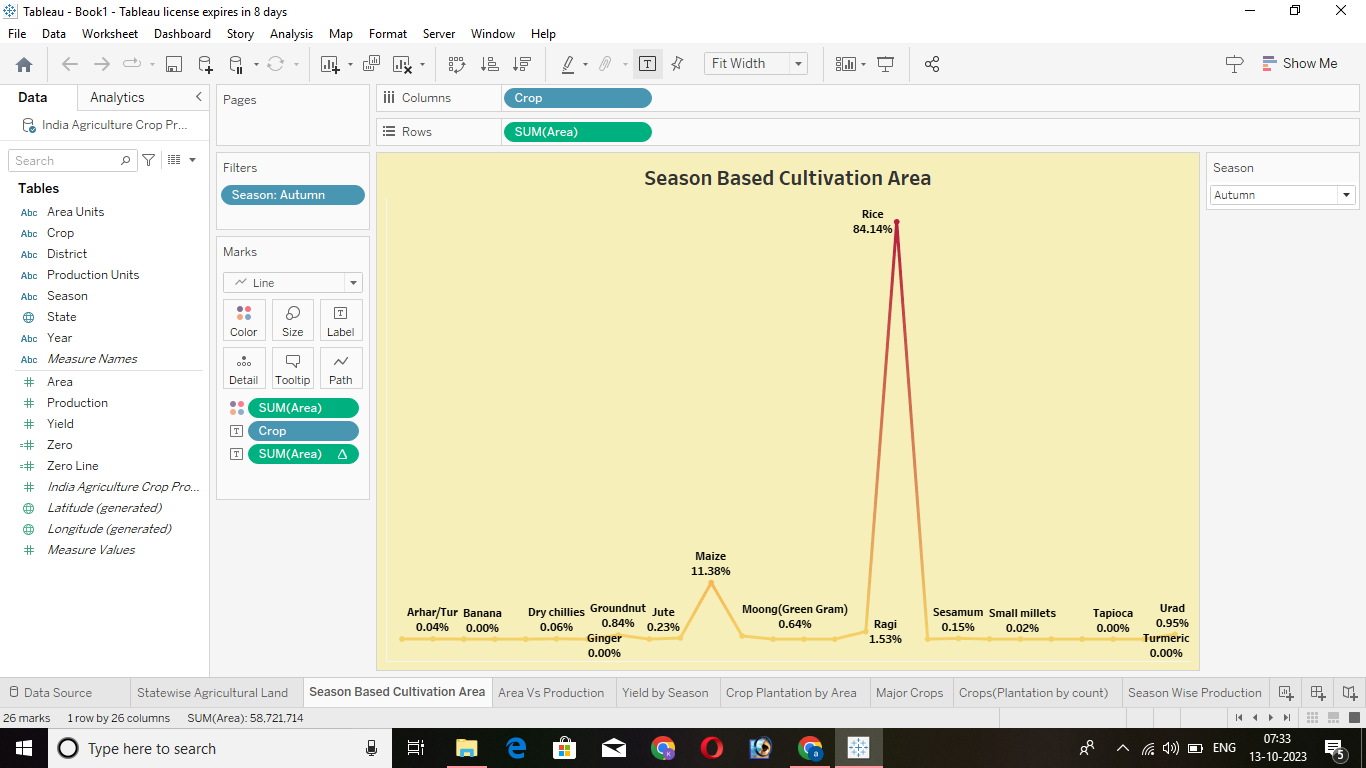 Tableau - Book1 - Tableau license expires in 8 days
File Data Worksheet Dashboard Story Analysis Map Format Server Window Help
Fit Width
Show Me
Data Analytics
India Agriculture Crop Pr...
Search
Tables
Abc Area Units
Abc Crop
Abc District
Abc Production Units
Abc Season
State
Abc Year
Abc Measure Names
Area
Production
Yield
Zero
Zero Line
India Agriculture Crop Pro...
Latitude (generated)
Longitude (generated)
Measure Values
Pages
Filters
Season: Autumn
Marks
Line
Color Size Label
Detail Tooltip Path
SUM(Area)
Crop
SUM(Area)
Columns Crop
Rows SUM(Area)
Season Based Cultivation Area
Rice
84.14%
Maize
11.38%
Arhar/Tur
0.04%
Banana
0.00%
Dry chillies
0.06%
Groundnut
0.84%
Ginger
0.00%
Jute
0.23%
Moong(Green Gram)
0.64%
Ragi
1.53%
Sesamum
0.15%
Small millets
0.02%
Tapioca
0.00%
Urad
0.95%
Turmeric
0.00%
Season
Autumn
Data Source Statewise Agricultural Land Season Based Cultivation Area Area Vs Production Yield by Season Crop Plantation by Area Major Crops Crops(Plantation by count) Season Wise Production
26 marks 1 row by 26 columns SUM(Area): 58,721,714
Type here to search
ENG
07:33
13-10-2023
5